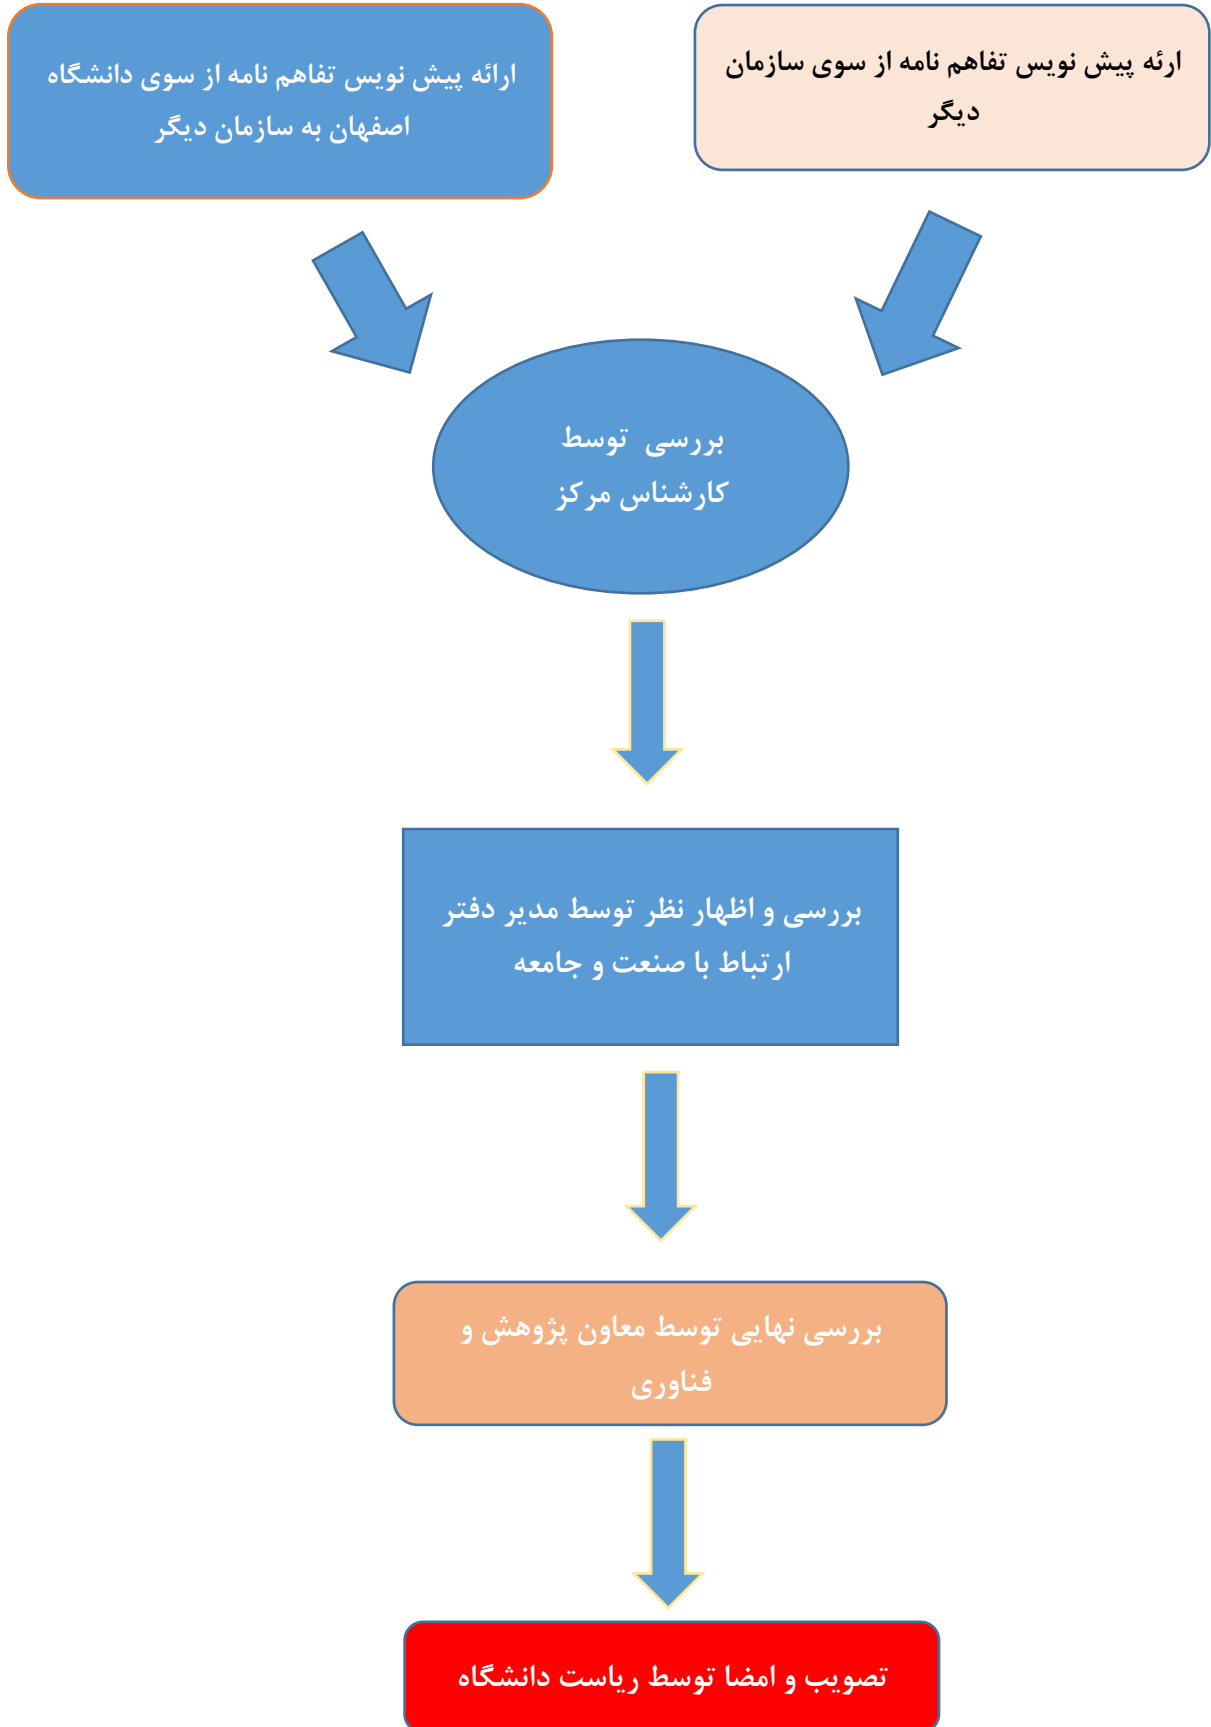 ارئه پیش نویس تفاهم نامه از سوی سازمان
دیگر
ارائه پیش نویس تفاهم نامه از سوی دانشگاه
اصفهان به سازمان دیگر
بررسی توسط
کارشناس مرکز
بررسی و اظهار نظر توسط مدیر دفتر
ارتباط با صنعت و جامعه
بررسی نهایی توسط معاون پژوهش و
فناوری
تصویب و امضا توسط ریاست دانشگاه